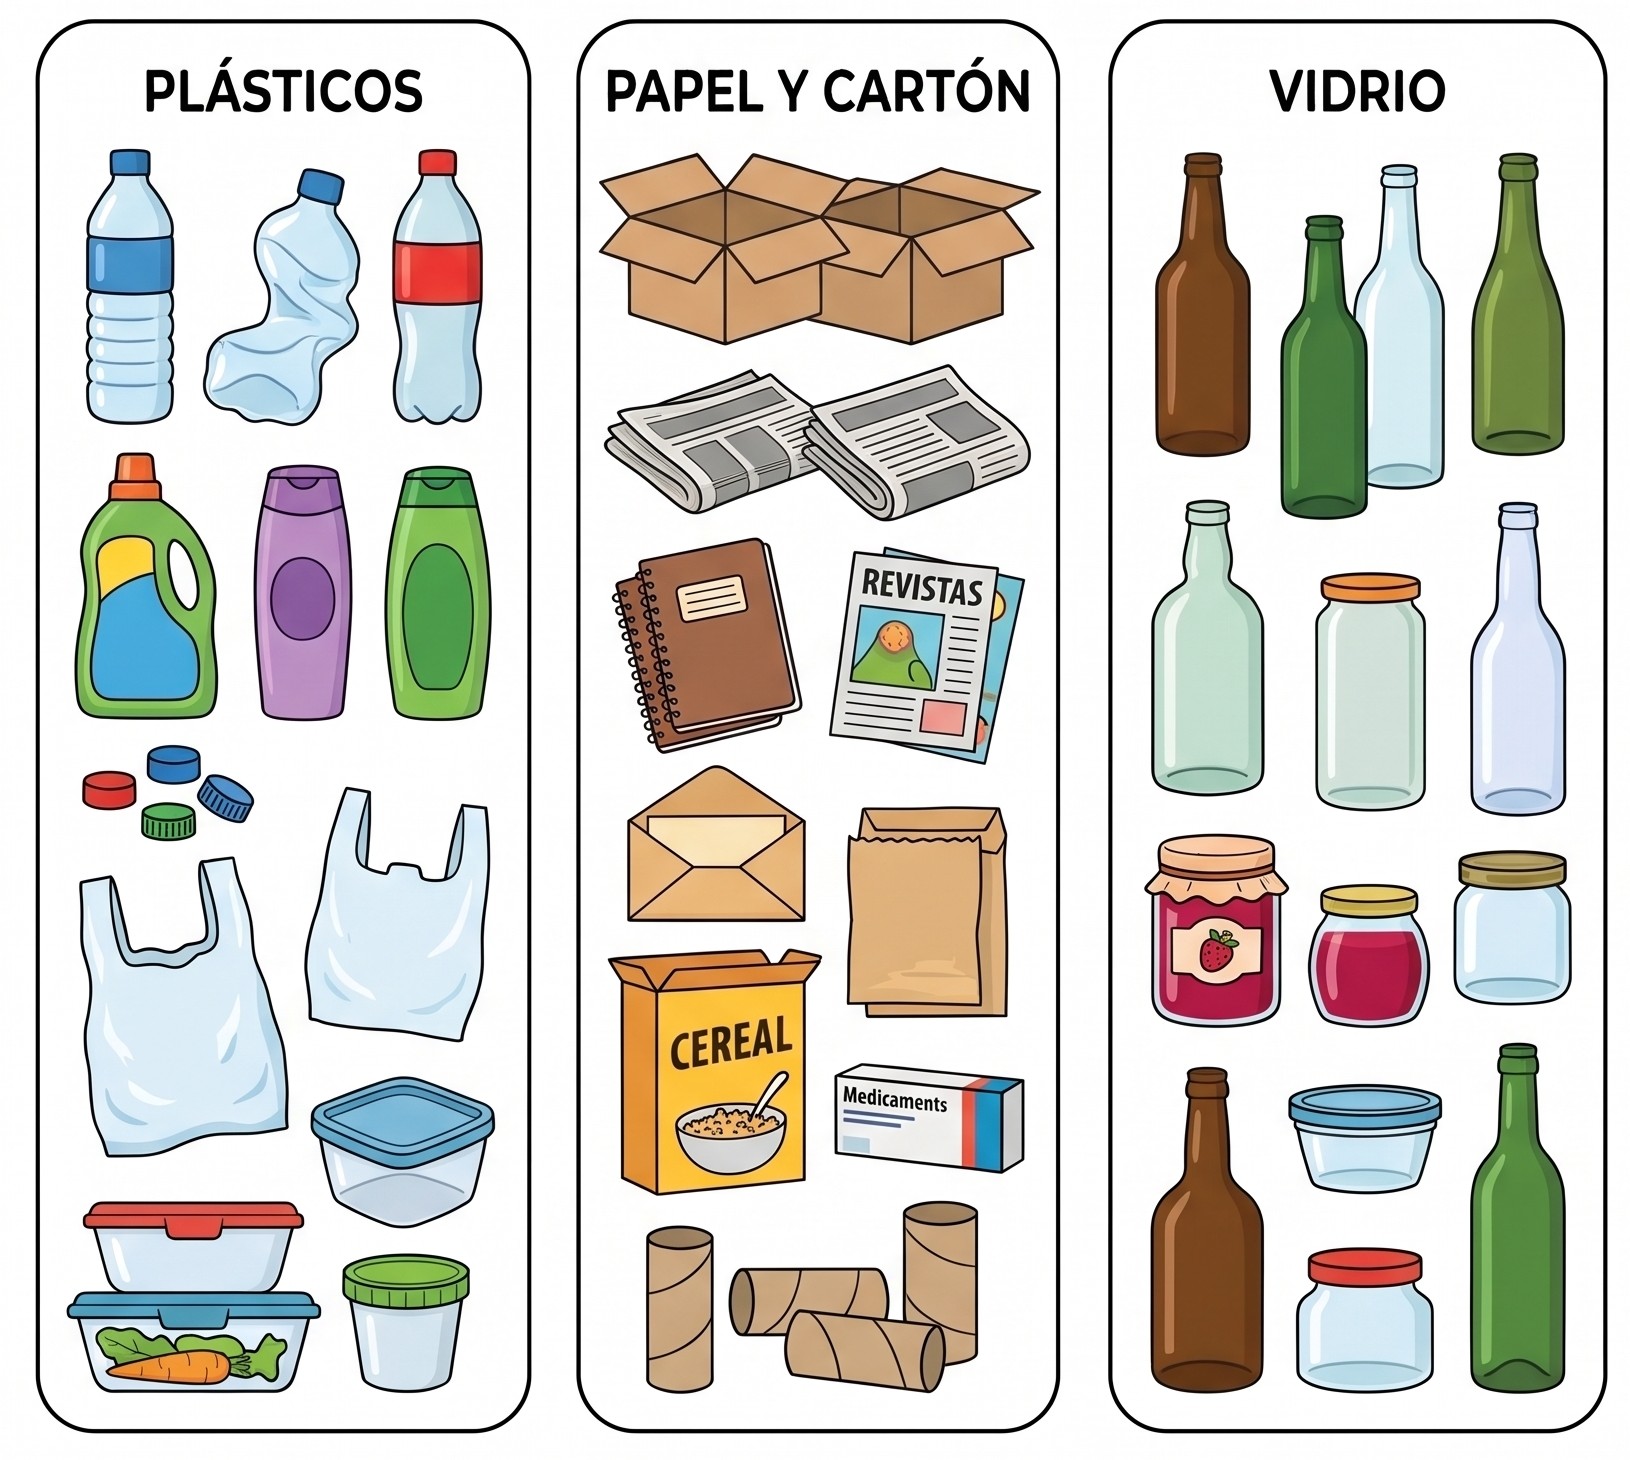 PLÁSTICOS
PAPEL Y CARTÓN
VIDRIO
REVISTAS
CEREAL
Medicaments